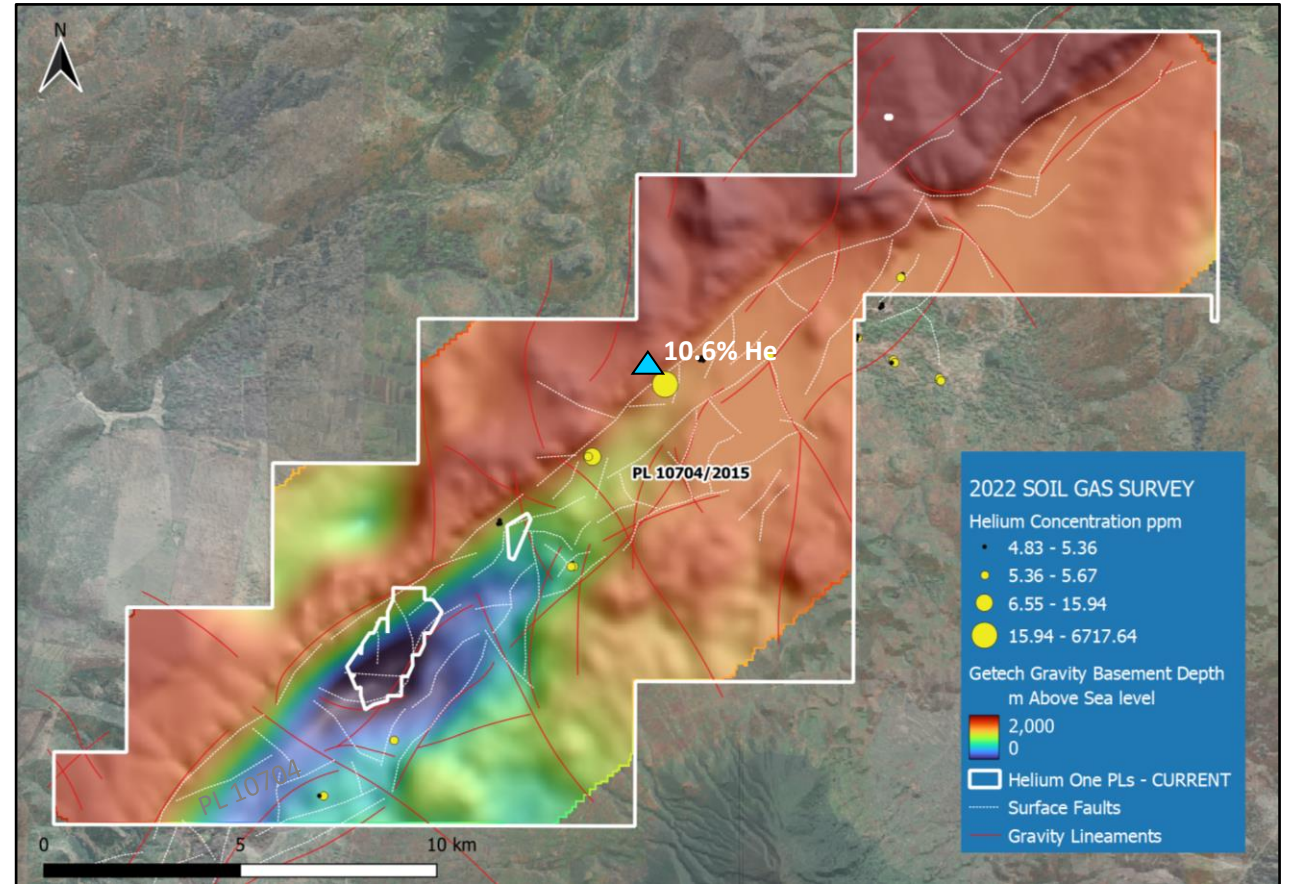 N
10.6% He
PL 10704/2015
PL 10704
0 5 10 km
2022 SOIL GAS SURVEY
Helium Concentration ppm
4.83 - 5.36
5.36 - 5.67
6.55 - 15.94
15.94 - 6717.64
Getech Gravity Basement Depth
m Above Sea level
2,000
0
Helium One PLs - CURRENT
Surface Faults
Gravity Lineaments